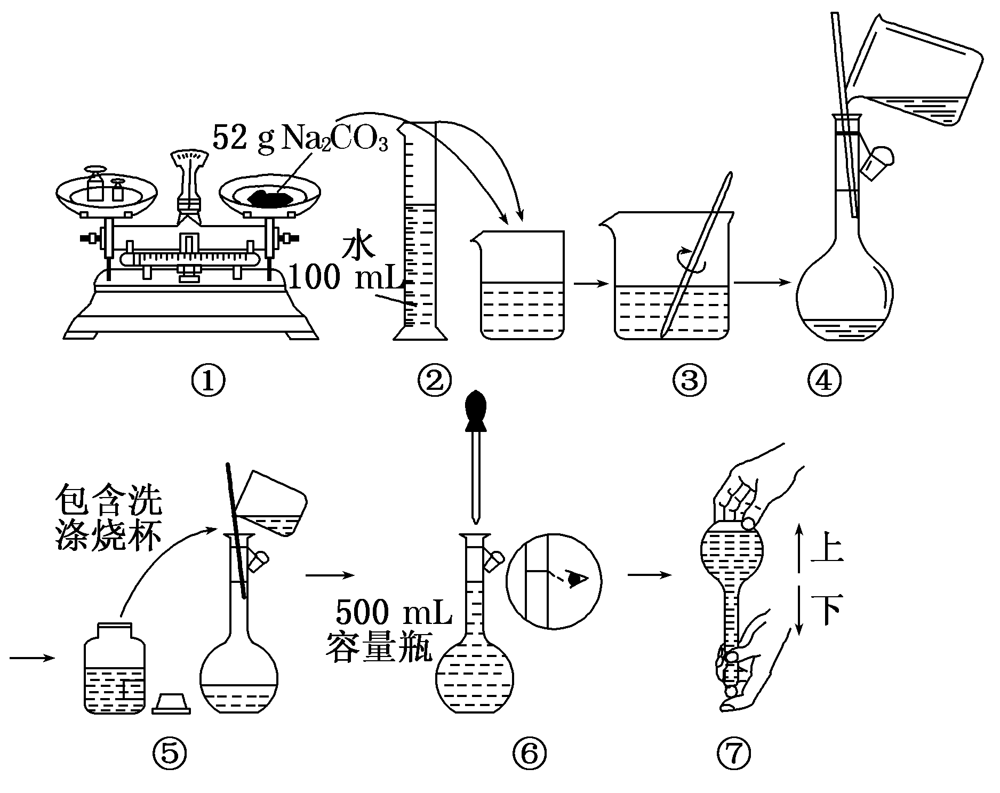 52 g Na₂CO₃
水
100 mL
① ② ③ ④
包含洗
涤烧杯
500 mL
容量瓶
上
下
⑤ ⑥ ⑦